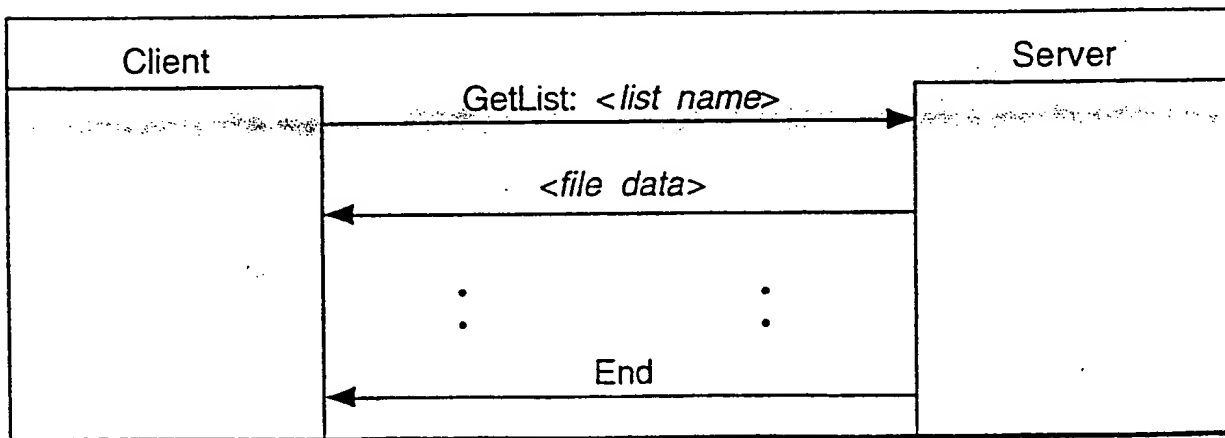 Client
Server
GetList: <list name>
<file data>
End